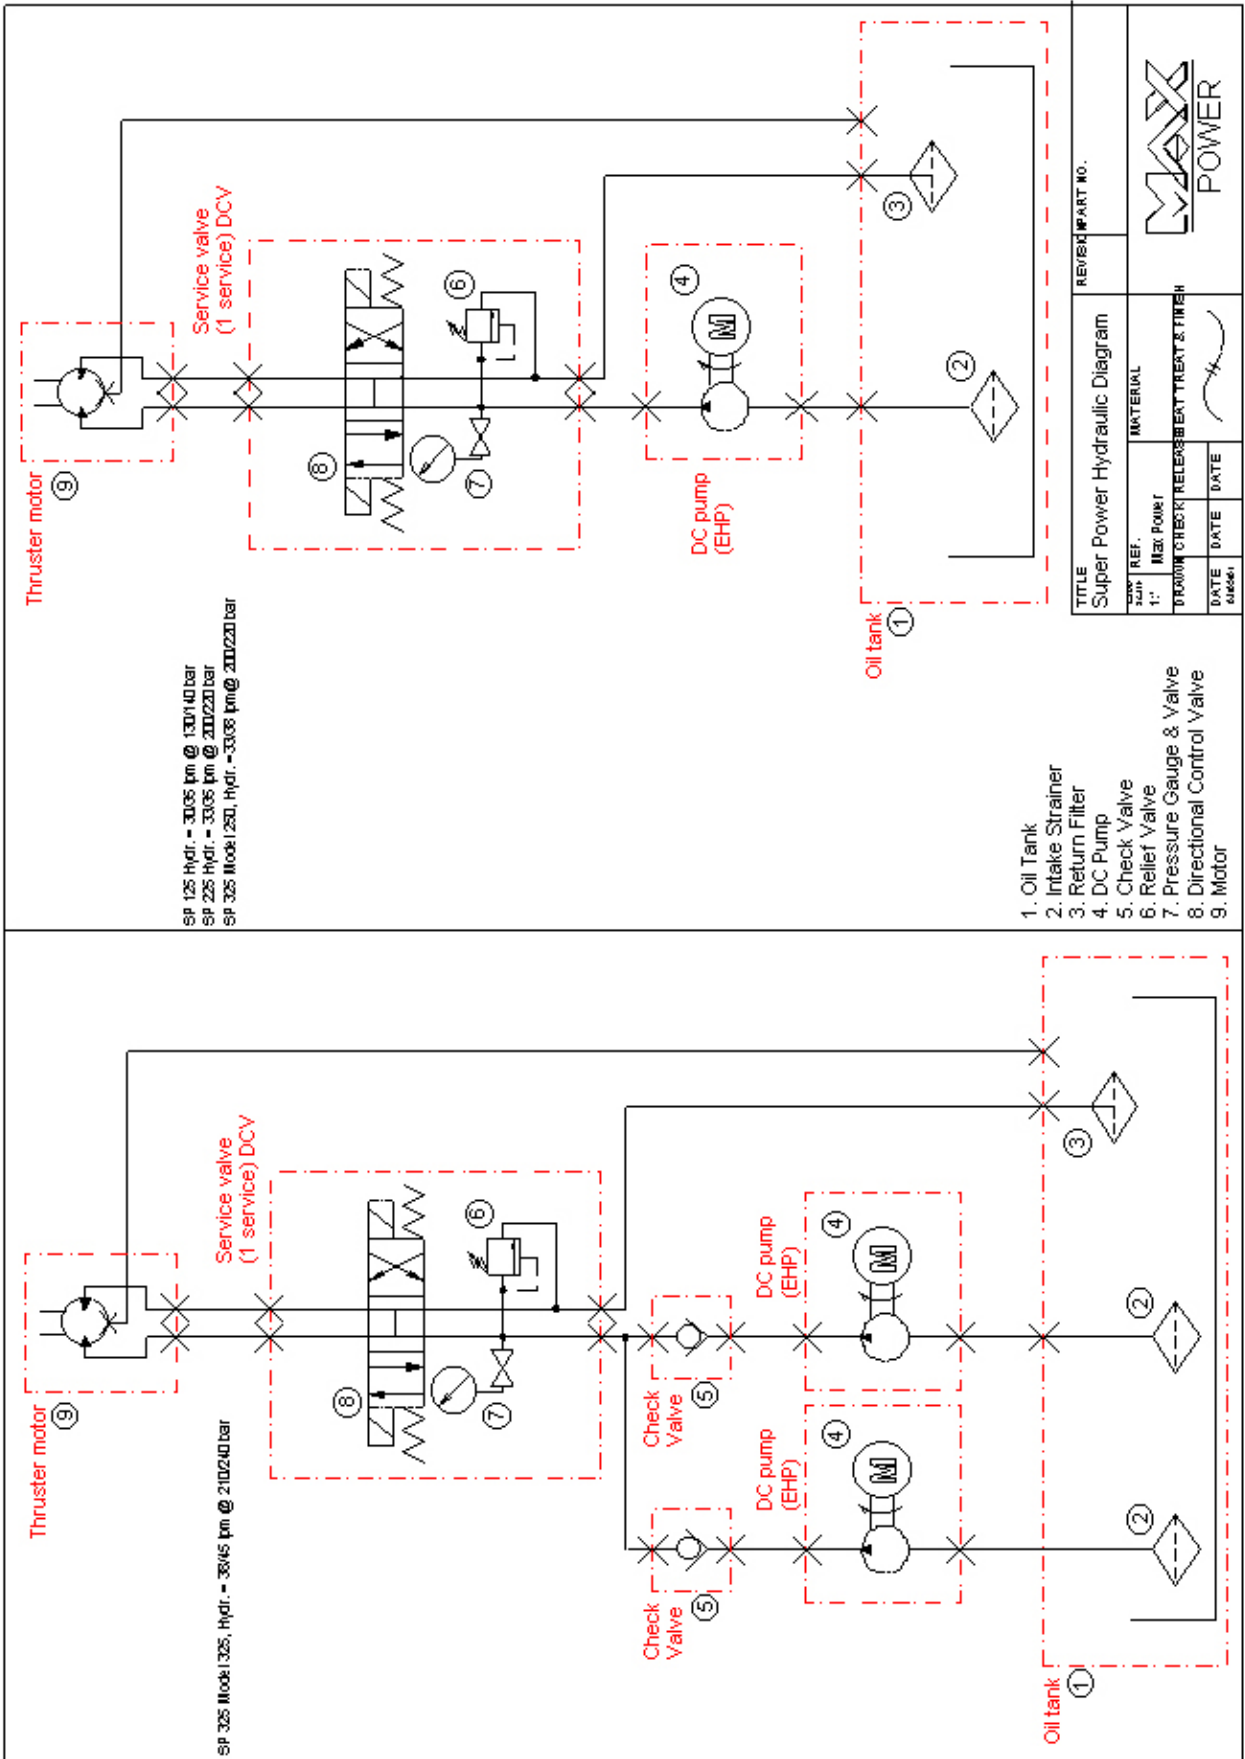 Thruster motor
9
SP 325 Model 325, Hydr. = 38/45 lpm @ 210/240 bar
Service valve
(1 service) DCV
8
7
6
Check
Valve
5
Check
Valve
5
DC pump
(EHP)
4
DC pump
(EHP)
4
Oil tank
1
2
2
3
M
M
Thruster motor
9
SP 125 Hydr. = 30/35 lpm @ 130/140 bar
SP 225 Hydr. = 33/35 lpm @ 200/220 bar
SP 325 Model 250, Hydr. = 33/38 lpm @ 200/220 bar
Service valve
(1 service) DCV
8
7
6
DC pump
(EHP)
4
M
Oil tank
1
2
3
1. Oil Tank
2. Intake Strainer
3. Return Filter
4. DC Pump
5. Check Valve
6. Relief Valve
7. Pressure Gauge & Valve
8. Directional Control Valve
9. Motor
TITLE
Super Power Hydraulic Diagram
PART NO.
REF.
Max Power
MATERIAL
DRAWN CHECK
HEAT TREAT & FINISH
DATE DATE DATE
MAX
POWER